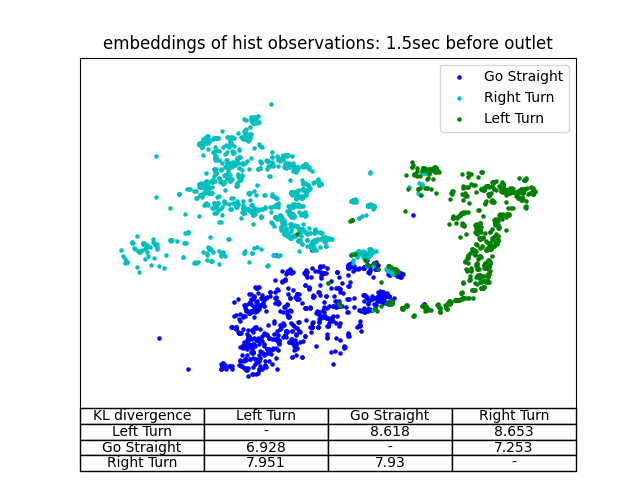 embeddings of hist observations: 1.5sec before outlet
Go Straight
Right Turn
Left Turn
KL divergence Left Turn Go Straight Right Turn
Left Turn - 8.618 8.653
Go Straight 6.928 - 7.253
Right Turn 7.951 7.93 -